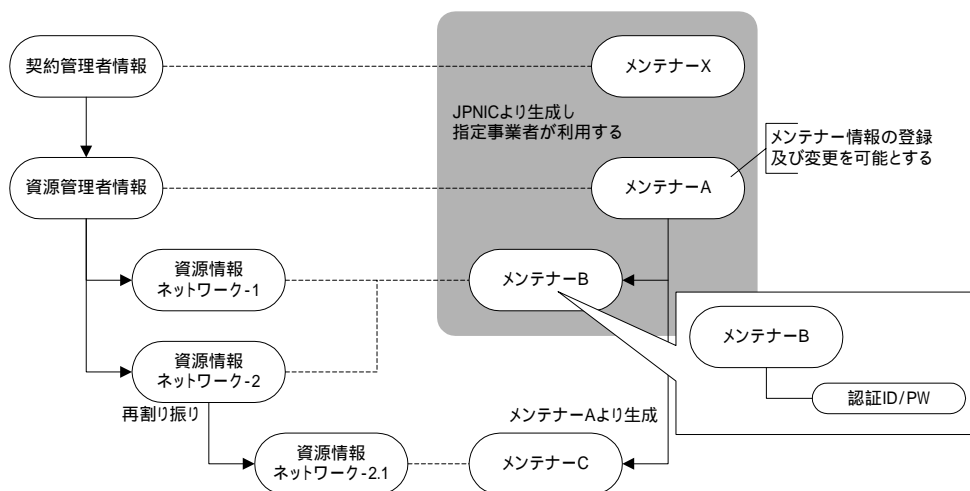 契約管理者情報
メンテナーX
JPNICより生成し
指定事業者が利用する
メンテナー情報の登録
及び変更を可能とする
資源管理者情報
メンテナーA
資源情報
ネットワーク-1
メンテナーB
メンテナーB
資源情報
ネットワーク-2
認証ID/PW
再割り振り
メンテナーAより生成
資源情報
ネットワーク-2.1
メンテナーC